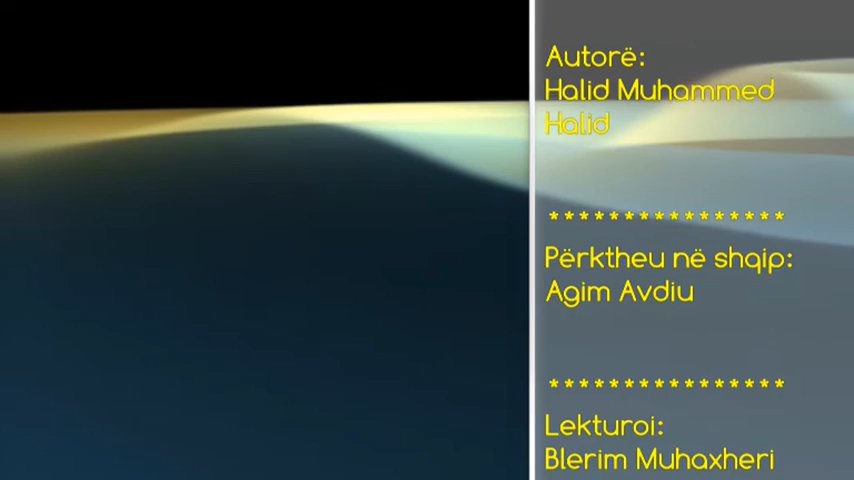 Autorë:
Halid Muhammed
Halid
****************
Përktheu në shqip:
Agim Avdiu
****************
Lekturoi:
Blerim Muhaxheri